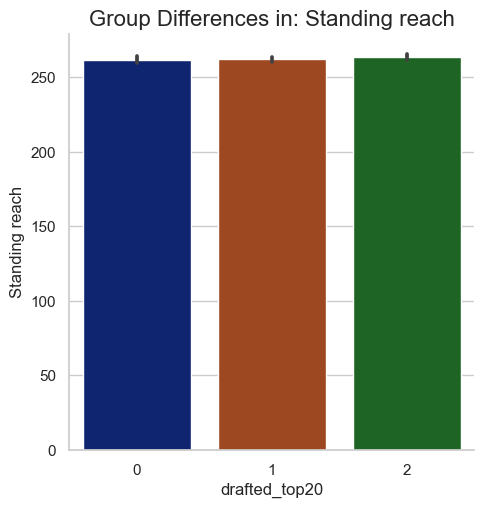 Group Differences in: Standing reach
250
200
150
100
50
0
Standing reach
0 1 2
drafted_top20